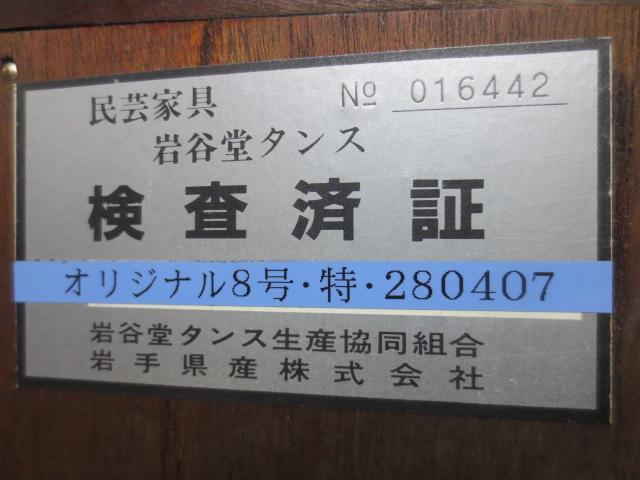 民芸家具 № 016442
岩谷堂タンス
検査済証
オリジナル8号・特・280407
岩谷堂タンス生産協同組合
岩手県産株式会社